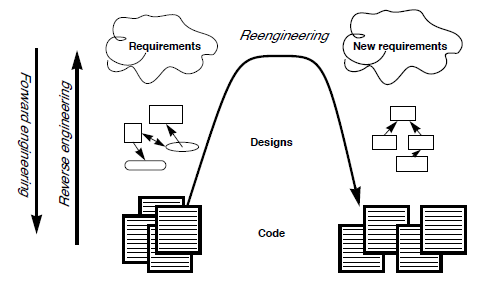 Requirements
Reengineering
New requirements
Forward engineering
Reverse engineering
Designs
Code